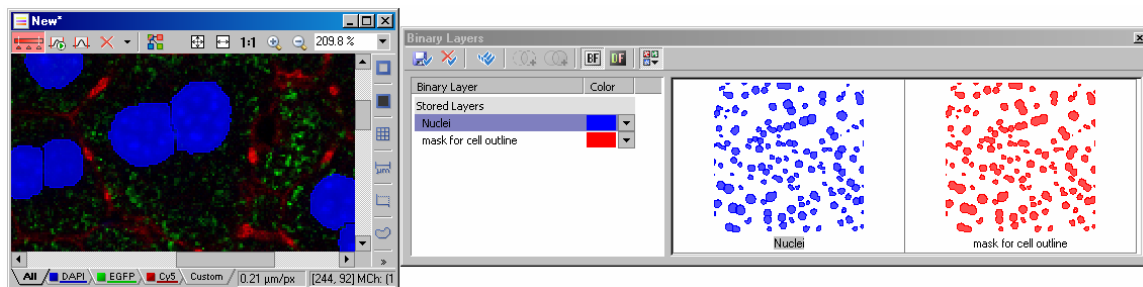 New*
1:1
209.8 %
µm
»
All
DAPI
EGFP
Cy5
Custom
0.21 µm/px
[244, 92] MCh: (1
Binary Layers
BF
DF
Binary Layer
Color
Stored Layers
Nuclei
mask for cell outline
Nuclei
mask for cell outline